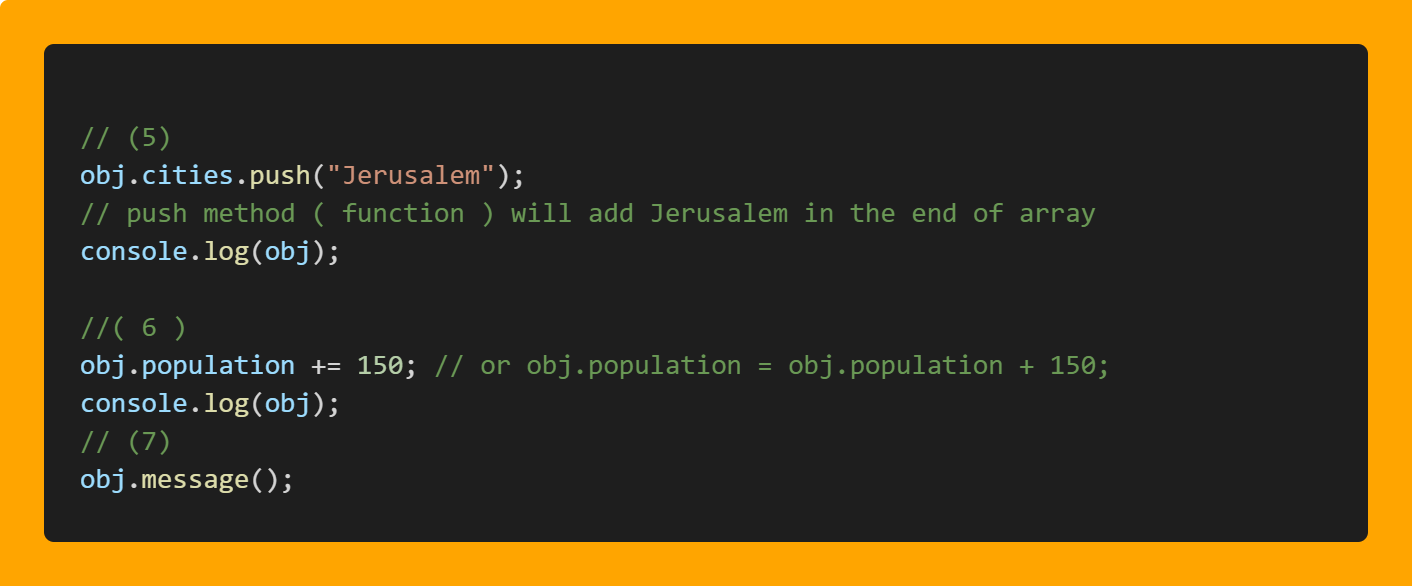 // (5)
obj.cities.push("Jerusalem");
// push method ( function ) will add Jerusalem in the end of array
console.log(obj);
//( 6 )
obj.population += 150; // or obj.population = obj.population + 150;
console.log(obj);
// (7)
obj.message();